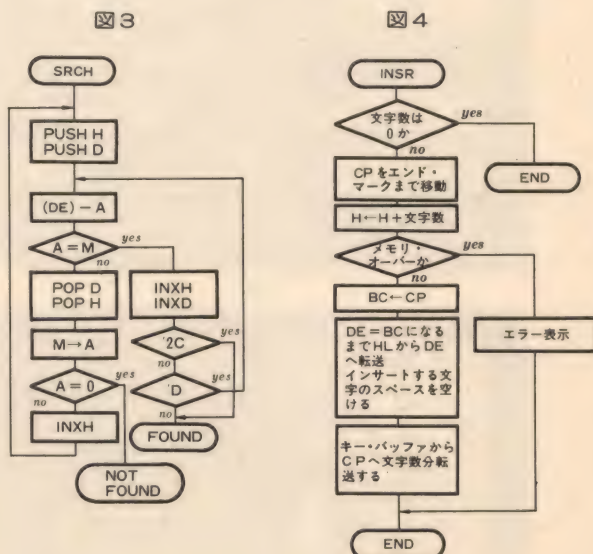 図3
SRCH
PUSH H
PUSH D
(DE)−A
A=M
yes
no
POP D
POP H
INXH
INXD
M→A
'2C
yes
no
A=0
yes
no
'D
yes
no
INXH
FOUND
NOT
FOUND
図4
INSR
文字数は
0か
yes
no
END
CPをエンド・
マークまで移動
H←H+文字数
メモリ・
オーバーか
yes
no
BC←CP
エラー表示
DE=BCになる
までHLからDE
へ転送
インサートする文
字のスペースを空
ける
キー・バッファから
CPへ文字数分転
送する
END